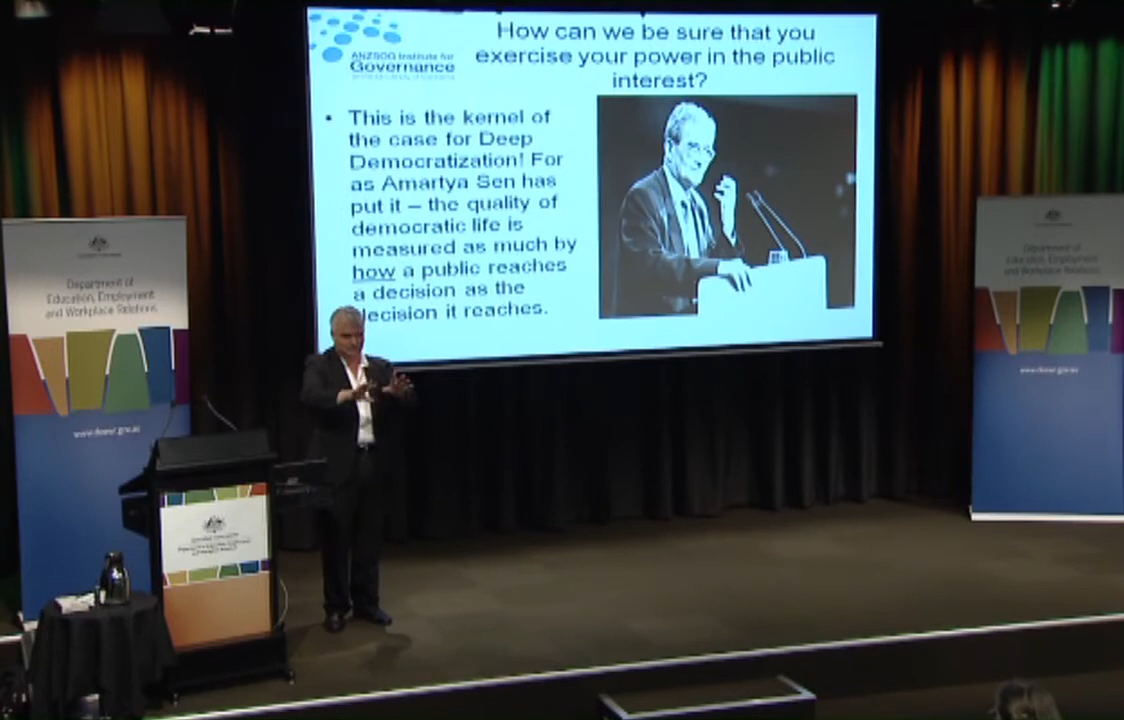 ANZSOG Institute for
Governance
How can we be sure that you
exercise your power in the public
interest?
• This is the kernel of
the case for Deep
Democratization! For
as Amartya Sen has
put it – the quality of
democratic life is
measured as much by
how a public reaches
a decision as the
decision it reaches.
Department of
Education, Employment
and Workplace Relations
www.deewr.gov.au
Department of
Education, Employment
and Workplace Relations
www.deewr.gov.au